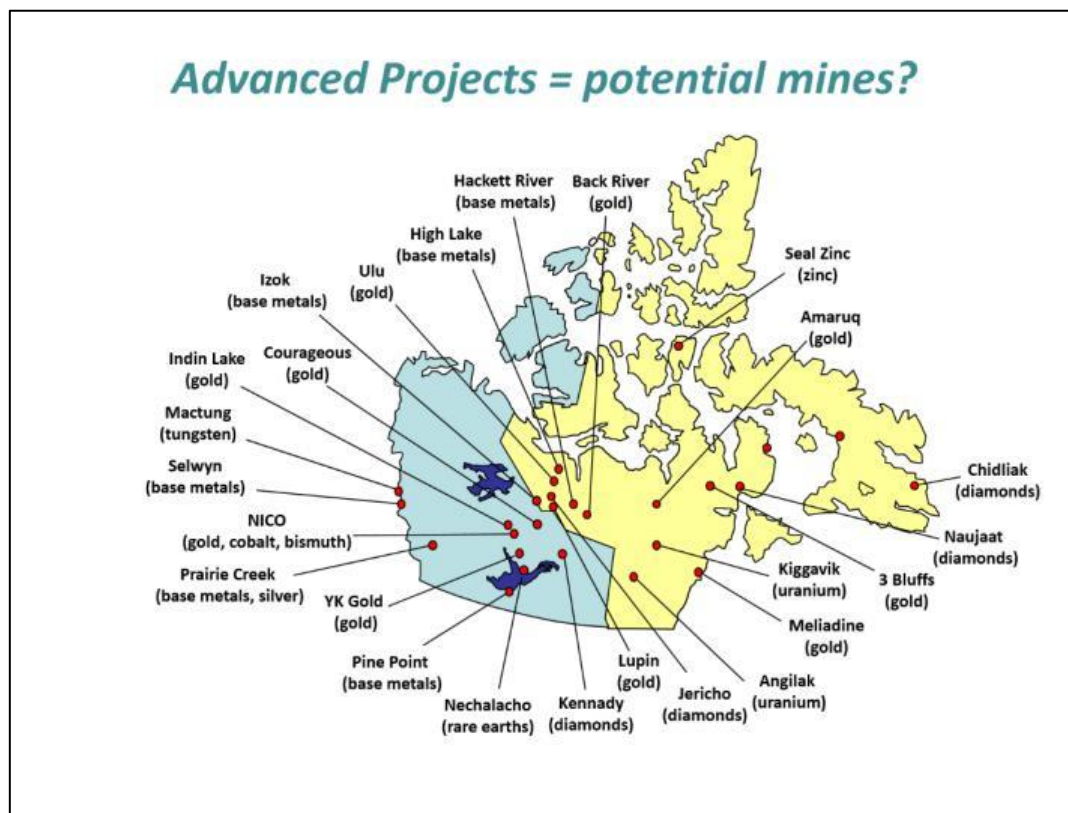 Advanced Projects = potential mines?
Hackett River
(base metals)
Back River
(gold)
High Lake
(base metals)
Seal Zinc
(zinc)
Ulu
(gold)
Izok
(base metals)
Amaruq
(gold)
Courageous
(gold)
Indin Lake
(gold)
Mactung
(tungsten)
Selwyn
(base metals)
Chidliak
(diamonds)
NICO
(gold, cobalt, bismuth)
Naujaat
(diamonds)
Prairie Creek
(base metals, silver)
Kiggavik
(uranium)
3 Bluffs
(gold)
YK Gold
(gold)
Meliadine
(gold)
Pine Point
(base metals)
Lupin
(gold)
Angilak
(uranium)
Jericho
(diamonds)
Nechalacho
(rare earths)
Kennady
(diamonds)